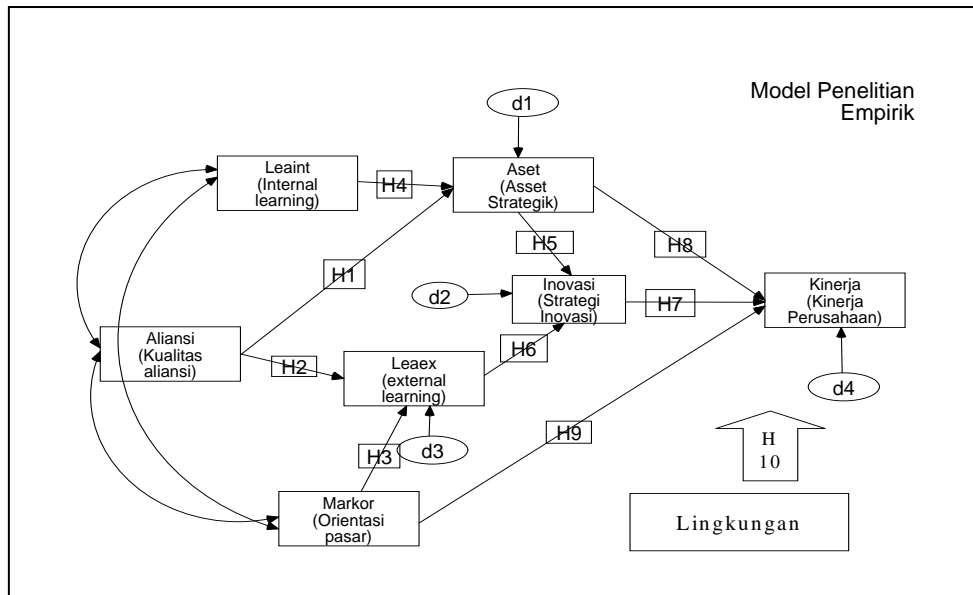 Model Penelitian
Empirik
d1
Leaint
(Internal
learning)
H4
Aset
(Asset
Strategik)
H5
H8
H1
d2
Inovasi
(Strategi
Inovasi)
H7
Kinerja
(Kinerja
Perusahaan)
Aliansi
(Kualitas
aliansi)
H2
Leaex
(external
learning)
H6
d4
H3
d3
H9
H
10
Markor
(Orientasi
pasar)
Lingkungan